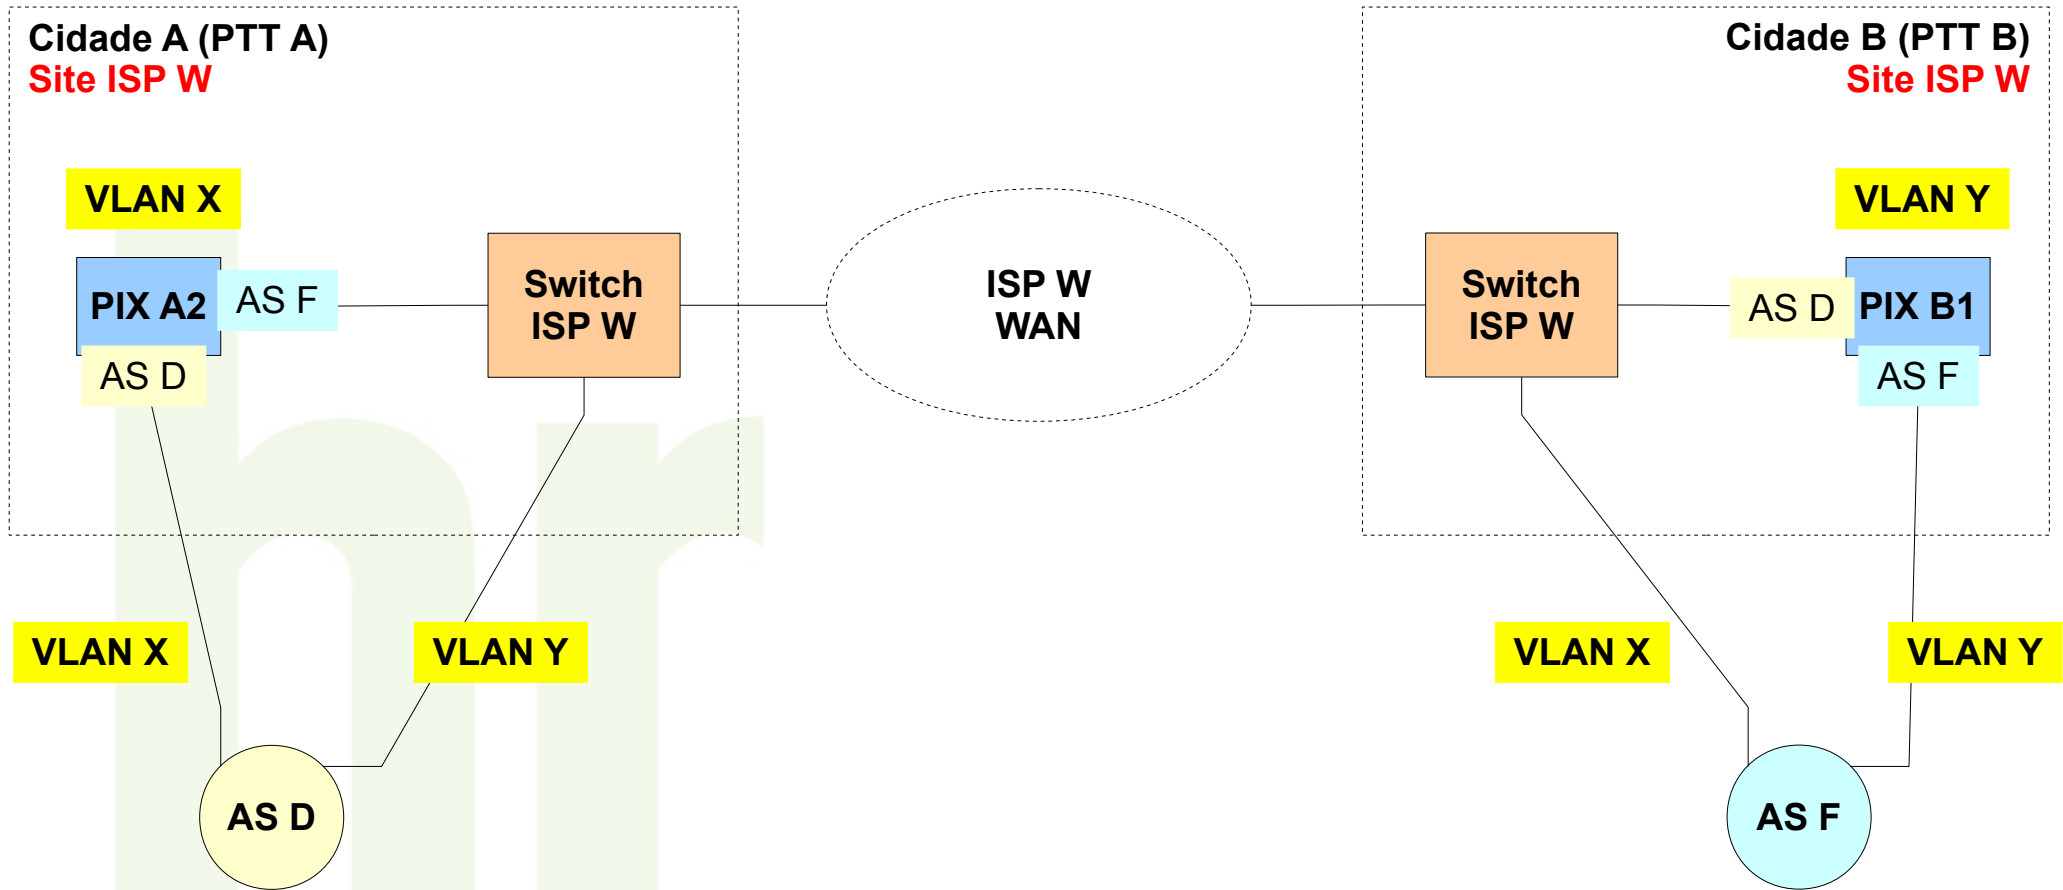 Cidade A (PTT A)
Site ISP W
Cidade B (PTT B)
Site ISP W
VLAN X
VLAN Y
PIX A2
AS F
AS D
Switch
ISP W
ISP W
WAN
Switch
ISP W
AS D
PIX B1
AS F
VLAN X
VLAN Y
VLAN X
VLAN Y
AS D
AS F
hr